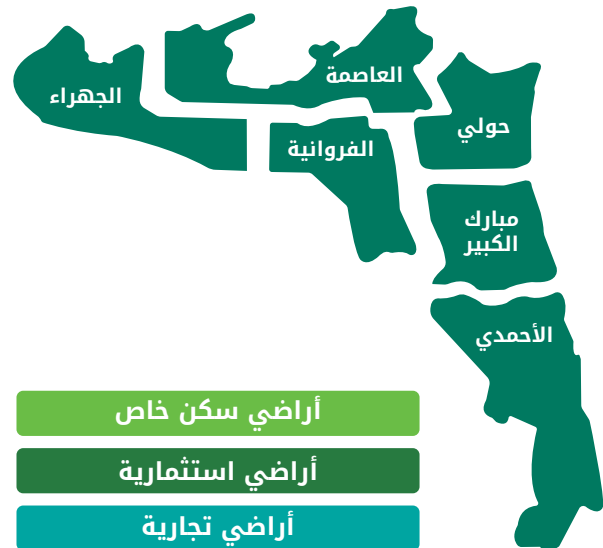 العاصمة
الجهراء
حولي
الفروانية
مبارك
الكبير
الأحمدي
أراضي سكن خاص
أراضي استثمارية
أراضي تجارية